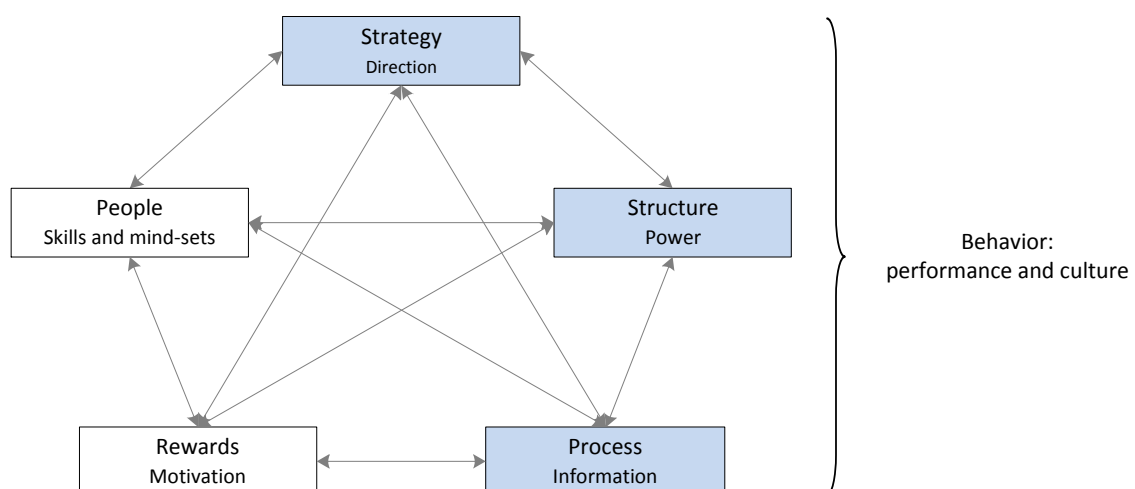 Strategy
Direction
People
Skills and mind-sets
Structure
Power
Behavior:
performance and culture
Rewards
Motivation
Process
Information